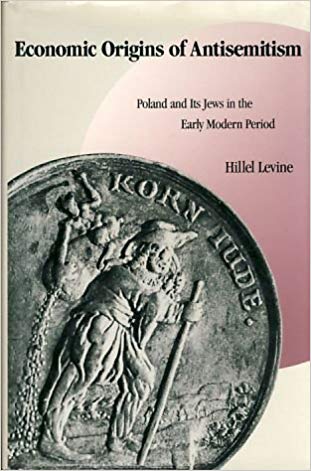 Economic Origins of Antisemitism
Poland and Its Jews in the
Early Modern Period
Hillel Levine
KORN JUDE.